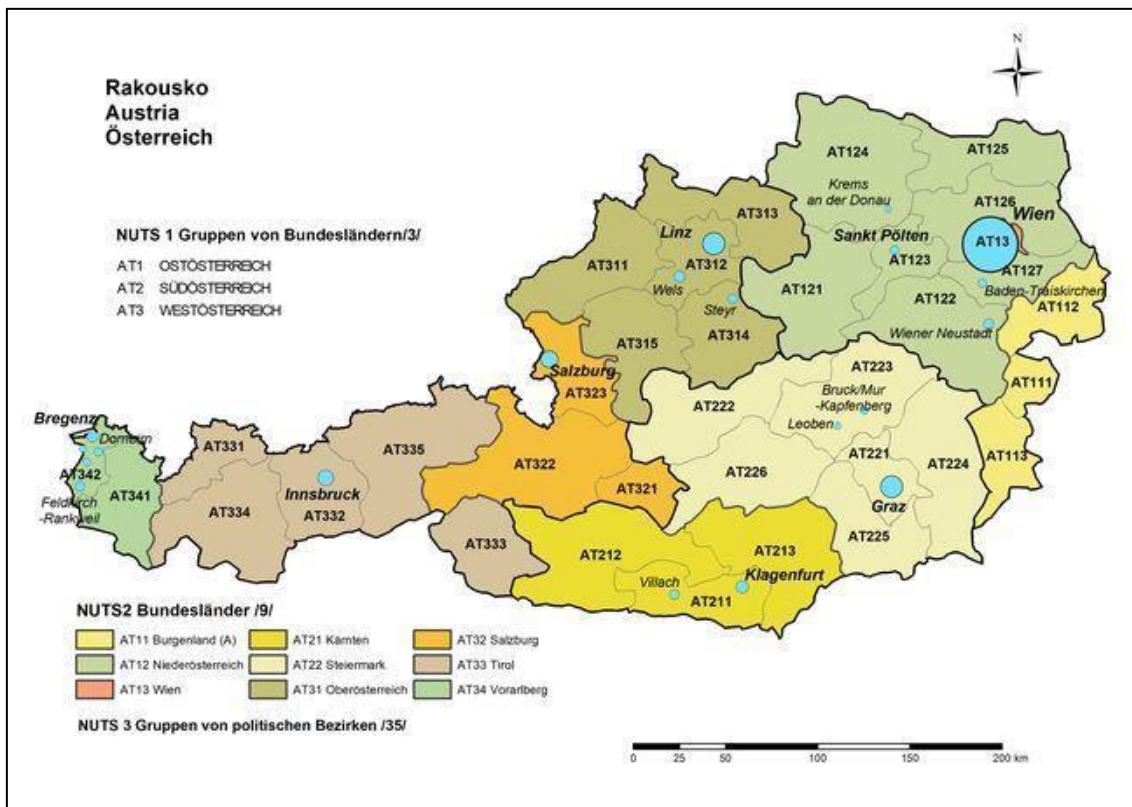 N
Rakousko
Austria
Österreich
NUTS 1 Gruppen von Bundesländern/3/
AT1 OSTÖSTERREICH
AT2 SÜDÖSTERREICH
AT3 WESTÖSTERREICH
AT124
AT125
Krems
an der Donau
AT126
Wien
AT13
Sankt Pölten
AT123
AT127
Baden-Traiskirchen
AT121
AT122
AT112
Wiener Neustadt
AT313
Linz
AT311
AT312
Wels
Steyr
AT315
AT314
Salzburg
AT323
AT223
AT111
Bruck/Mur
-Kapfenberg
AT222
Leoben
Bregenz
Dornbirn
AT331
AT335
AT322
AT221
AT224
AT113
AT342
AT341
AT226
AT321
Innsbruck
Graz
Feldkirch
-Rankweil
AT334
AT332
AT333
AT225
AT212
AT213
Villach
Klagenfurt
AT211
NUTS2 Bundesländer /9/
AT11 Burgenland (A)
AT21 Kärnten
AT32 Salzburg
AT12 Niederösterreich
AT22 Steiermark
AT33 Tirol
AT13 Wien
AT31 Oberösterreich
AT34 Vorarlberg
NUTS 3 Gruppen von politischen Bezirken /35/
0 25 50 100 150 200 km